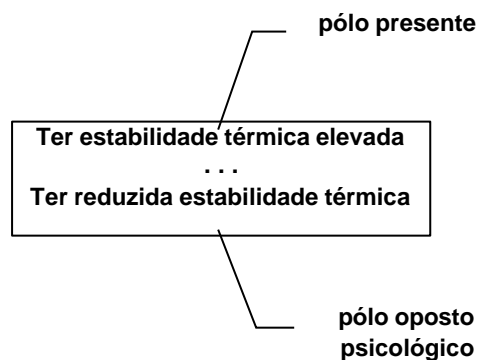 pólo presente
Ter estabilidade térmica elevada
. . .
Ter reduzida estabilidade térmica
pólo oposto
psicológico